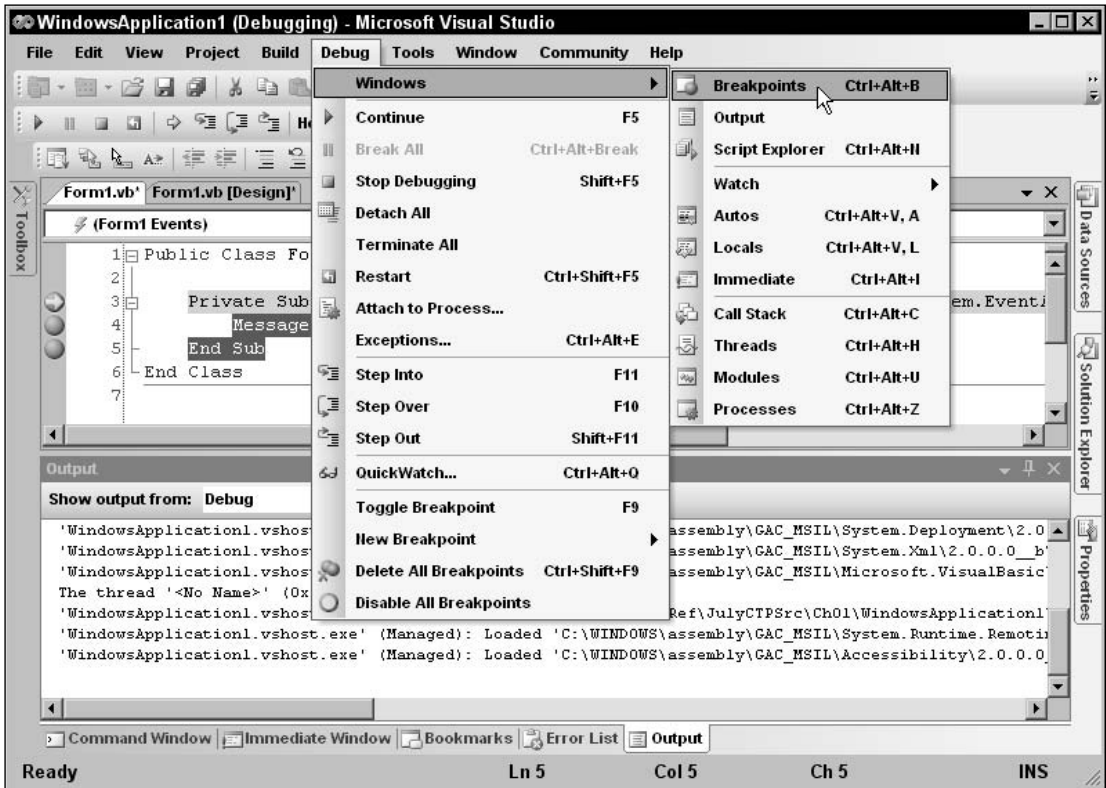 WindowsApplication1 (Debugging) - Microsoft Visual Studio
File Edit View Project Build Debug Tools Window Community Help
Windows
Continue F5
Break All Ctrl+Alt+Break
Stop Debugging Shift+F5
Detach All
Terminate All
Restart Ctrl+Shift+F5
Attach to Process...
Exceptions... Ctrl+Alt+E
Step Into F11
Step Over F10
Step Out Shift+F11
QuickWatch... Ctrl+Alt+Q
Toggle Breakpoint F9
New Breakpoint
Delete All Breakpoints Ctrl+Shift+F9
Disable All Breakpoints
Breakpoints Ctrl+Alt+B
Output
Script Explorer Ctrl+Alt+N
Watch
Autos Ctrl+Alt+V, A
Locals Ctrl+Alt+V, L
Immediate Ctrl+Alt+I
Call Stack Ctrl+Alt+C
Threads Ctrl+Alt+H
Modules Ctrl+Alt+U
Processes Ctrl+Alt+Z
Toolbox
Form1.vb* Form1.vb [Design]*
(Form1 Events)
1 Public Class Fo
2
3 Private Sub em.Event
4 Message
5 End Sub
6 End Class
7
Data Sources
Solution Explorer
Properties
Output
Show output from: Debug
'WindowsApplication1.vshost assembly\GAC_MSIL\System.Deployment\2.0
'WindowsApplication1.vshost assembly\GAC_MSIL\System.Xml\2.0.0.0__b
'WindowsApplication1.vshost assembly\GAC_MSIL\Microsoft.VisualBasic
The thread '<No Name>' (0x
'WindowsApplication1.vshost Ref\JulyCTPSrc\Ch01\WindowsApplication1
'WindowsApplication1.vshost.exe' (Managed): Loaded 'C:\WINDOWS\assembly\GAC_MSIL\System.Runtime.Remotin
'WindowsApplication1.vshost.exe' (Managed): Loaded 'C:\WINDOWS\assembly\GAC_MSIL\Accessibility\2.0.0.0_
Command Window Immediate Window Bookmarks Error List Output
Ready Ln 5 Col 5 Ch 5 INS